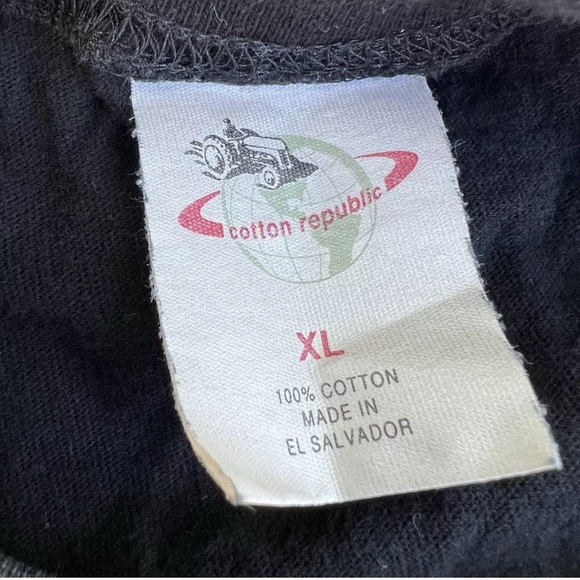 cotton republic
XL
100% COTTON
MADE IN
EL SALVADOR